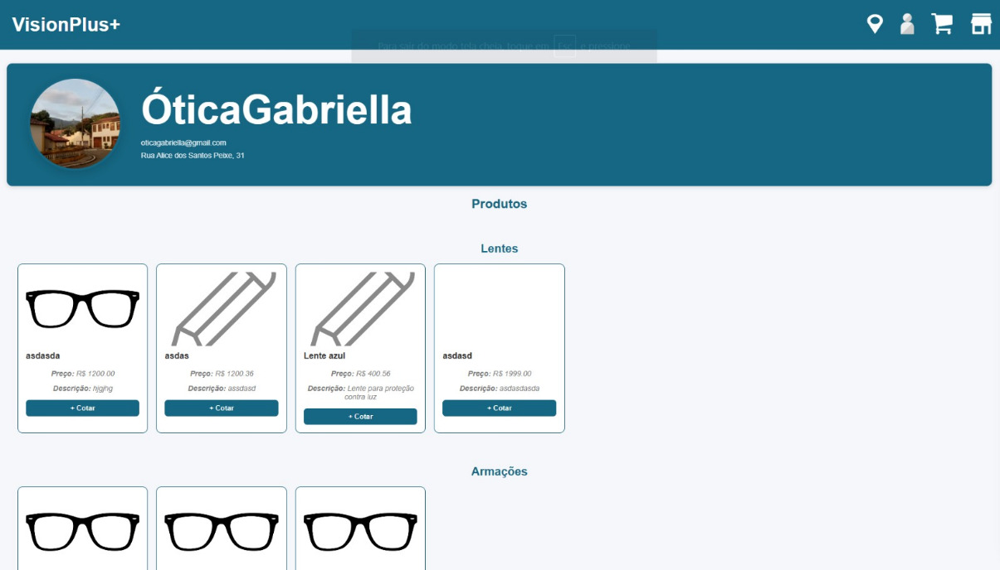 VisionPlus+
Para sair do modo tela cheia, toque em Esc e pressione
ÓticaGabriella
oticagabriella@gmail.com
Rua Alice dos Santos Peixe, 31
Produtos
Lentes
asdasda
Preço: R$ 1200.00
Descrição: hjgjhg
+ Cotar
asdas
Preço: R$ 1200.36
Descrição: assdasd
+ Cotar
Lente azul
Preço: R$ 400.56
Descrição: Lente para proteção
contra luz
+ Cotar
asdasd
Preço: R$ 1999.00
Descrição: asdasdasda
+ Cotar
Armações